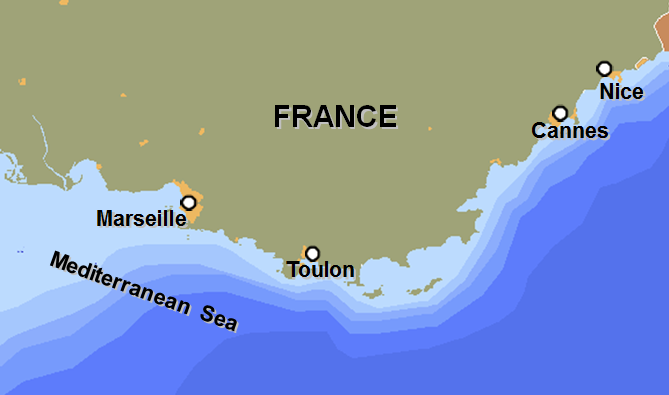 Nice
FRANCE
Cannes
Marseille
Toulon
Mediterranean Sea